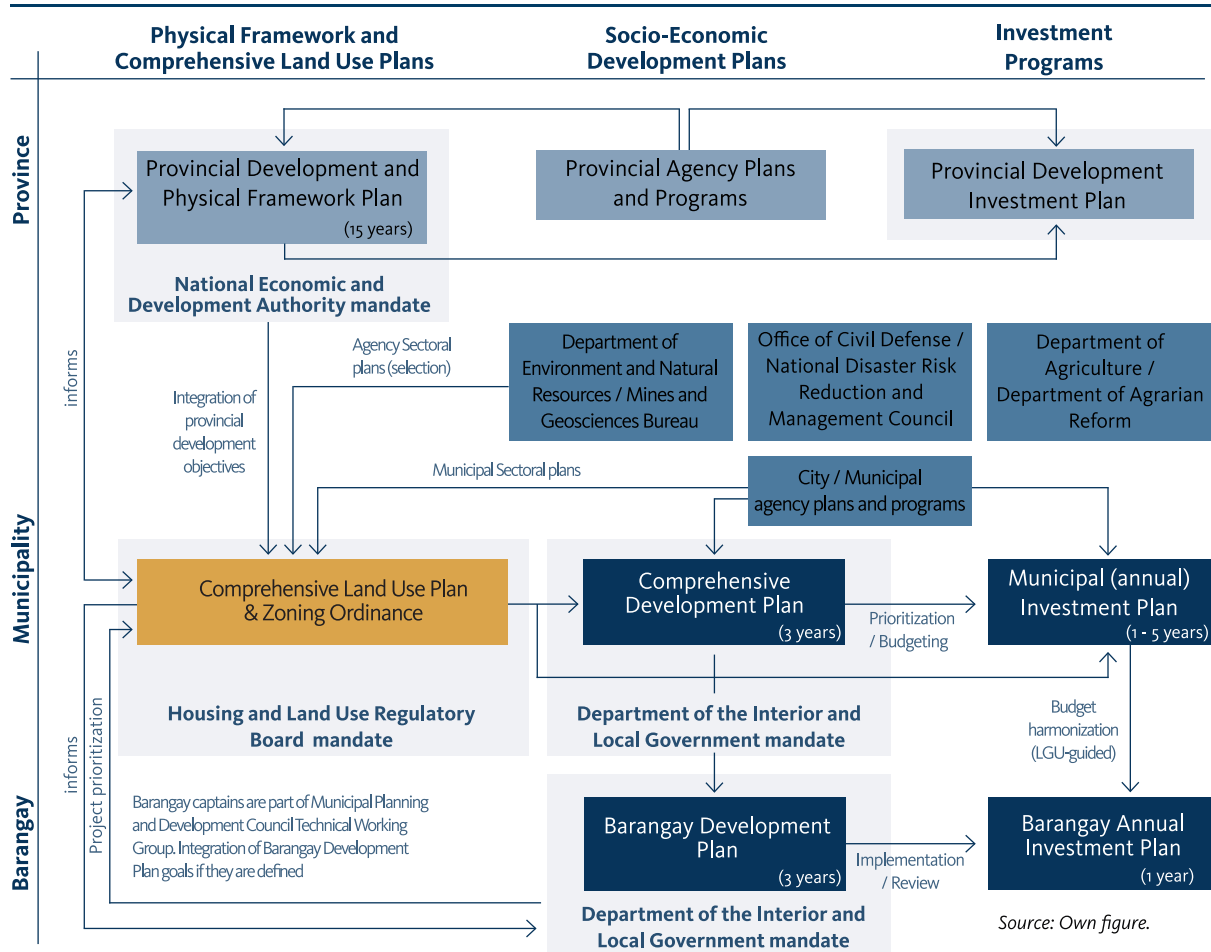 Physical Framework and
Comprehensive Land Use Plans
Socio-Economic
Development Plans
Investment
Programs
Province
Provincial Development and
Physical Framework Plan
(15 years)
National Economic and
Development Authority mandate
Provincial Agency Plans
and Programs
Provincial Development
Investment Plan
informs
Integration of
provincial
development
objectives
Agency Sectoral
plans (selection)
Department of
Environment and Natural
Resources / Mines and
Geosciences Bureau
Office of Civil Defense /
National Disaster Risk
Reduction and
Management Council
Department of
Agriculture /
Department of Agrarian
Reform
Municipal Sectoral plans
City / Municipal
agency plans and programs
Municipality
Comprehensive Land Use Plan
& Zoning Ordinance
Housing and Land Use Regulatory
Board mandate
Comprehensive
Development Plan
(3 years)
Department of the Interior and
Local Government mandate
Prioritization
/ Budgeting
Municipal (annual)
Investment Plan
(1 - 5 years)
Budget
harmonization
(LGU-guided)
Barangay
informs
Project prioritization
Barangay captains are part of Municipal Planning
and Development Council Technical Working
Group. Integration of Barangay Development
Plan goals if they are defined
Barangay Development
Plan
(3 years)
Department of the Interior and
Local Government mandate
Implementation
/ Review
Barangay Annual
Investment Plan
(1 year)
Source: Own figure.